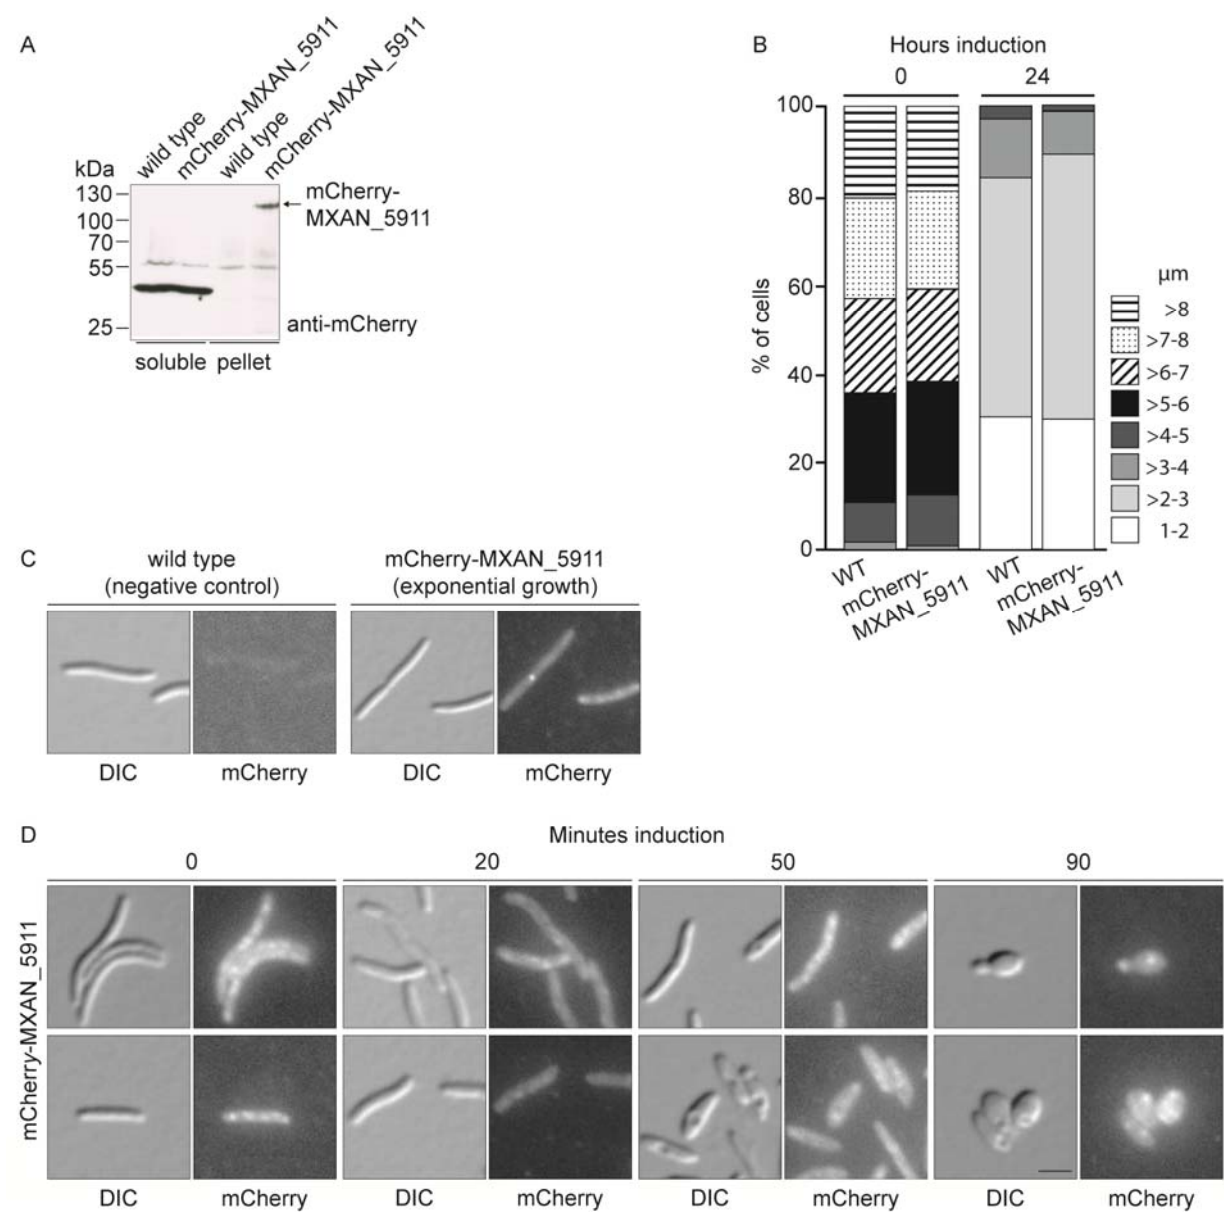 A
wild type
mCherry-MXAN_5911
wild type
mCherry-MXAN_5911
kDa
130
100
70
55
25
mCherry-
MXAN_5911
anti-mCherry
soluble
pellet
B
Hours induction
0
24
% of cells
100
80
60
40
20
0
WT
mCherry-
MXAN_5911
WT
mCherry-
MXAN_5911
µm
>8
>7-8
>6-7
>5-6
>4-5
>3-4
>2-3
1-2
C
wild type
(negative control)
mCherry-MXAN_5911
(exponential growth)
DIC
mCherry
DIC
mCherry
D
Minutes induction
0
20
50
90
mCherry-MXAN_5911
DIC
mCherry
DIC
mCherry
DIC
mCherry
DIC
mCherry